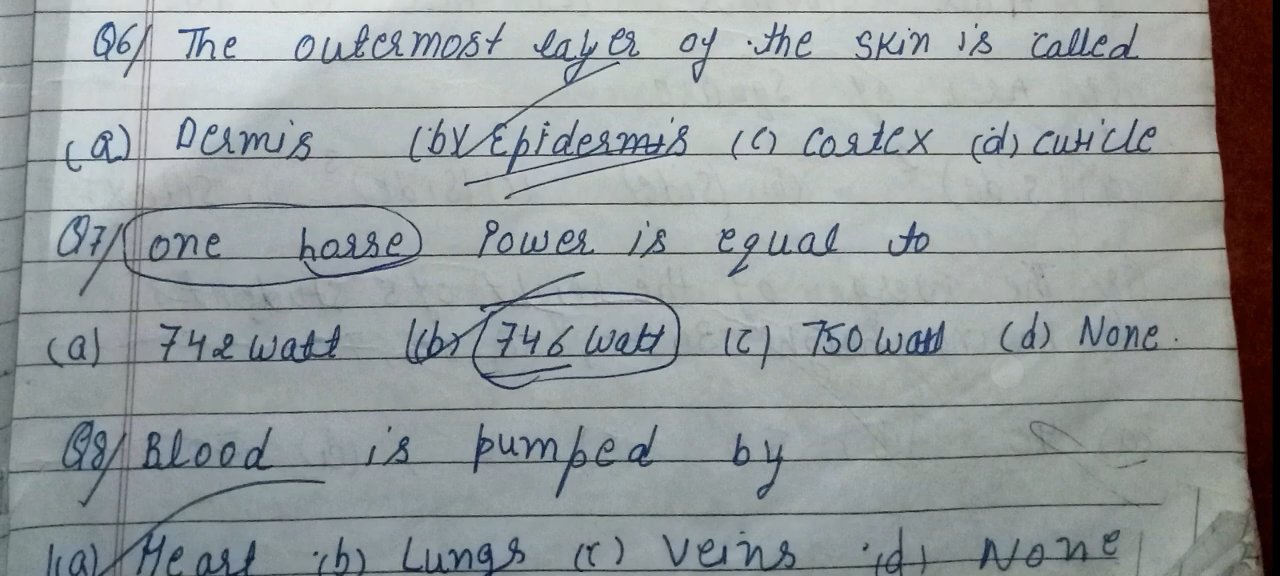 Q6/ The outermost layer of the skin is called
(a) Dermis (b) Epidermis (c) Cortex (d) cuticle
Q7/ one horse Power is equal to
(a) 742 watt (b) 746 watt (c) 750 watt (d) None.
Q8/ Blood is pumped by
(a) Heart (b) Lungs (c) veins (d) None